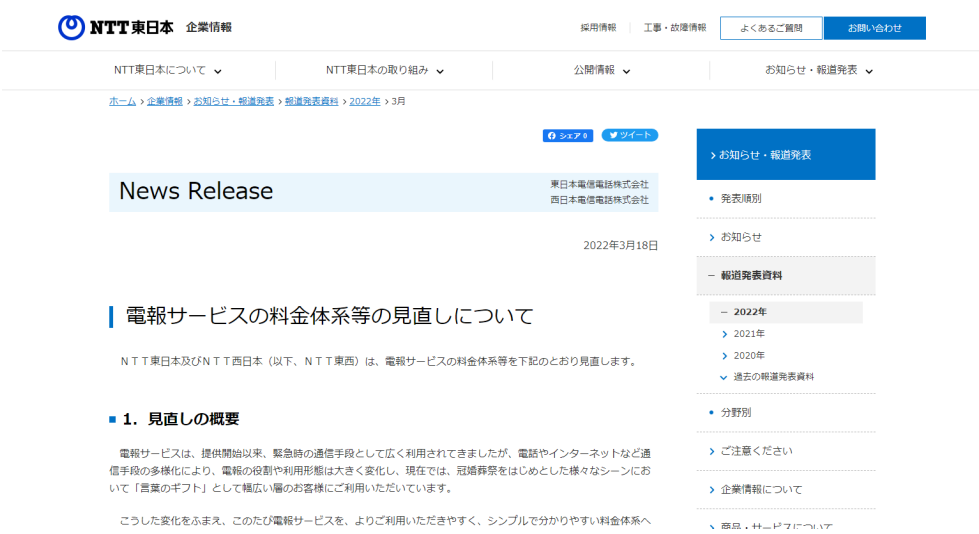 NTT東日本 企業情報
採用情報 工事・故障情報 よくあるご質問 お問い合わせ
NTT東日本について NTT東日本の取り組み 公開情報 お知らせ・報道発表
ホーム › 企業情報 › お知らせ・報道発表 › 報道発表資料 › 2022年 › 3月
シェア 0 ツイート
News Release
東日本電信電話株式会社
西日本電信電話株式会社
2022年3月18日
電報サービスの料金体系等の見直しについて
ＮＴＴ東日本及びＮＴＴ西日本（以下、ＮＴＴ東西）は、電報サービスの料金体系等を下記のとおり見直します。
1．見直しの概要
電報サービスは、提供開始以来、緊急時の通信手段として広く利用されてきましたが、電話やインターネットなど通
信手段の多様化により、電報の役割や利用形態は大きく変化し、現在では、冠婚葬祭をはじめとした様々なシーンにお
いて「言葉のギフト」として幅広い層のお客様にご利用いただいています。
こうした変化をふまえ、このたび電報サービスを、よりご利用いただきやすく、シンプルで分かりやすい料金体系へ
お知らせ・報道発表
発表順別
お知らせ
報道発表資料
2022年
2021年
2020年
過去の報道発表資料
分野別
ご注意ください
企業情報について
商品・サービスについて